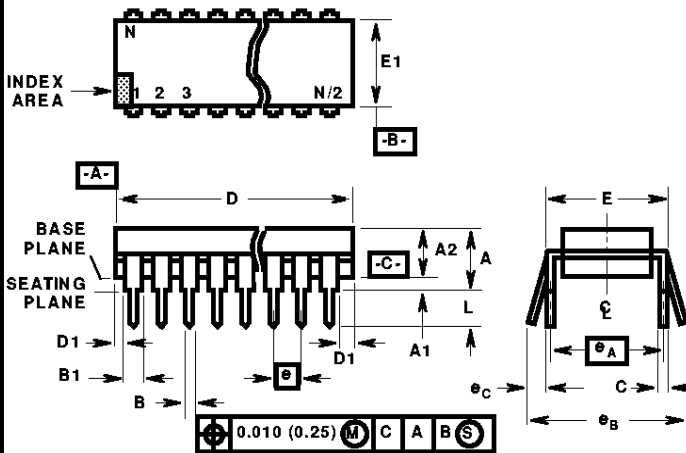 N
E1
INDEX
AREA
1 2 3 N/2
-B-
-A-
D
E
BASE
PLANE
A2
A
-C-
SEATING
PLANE
L
C L
D1
A1
D1
eA
B1
e
eC
C
B
eB
0.010 (0.25) M C A B S